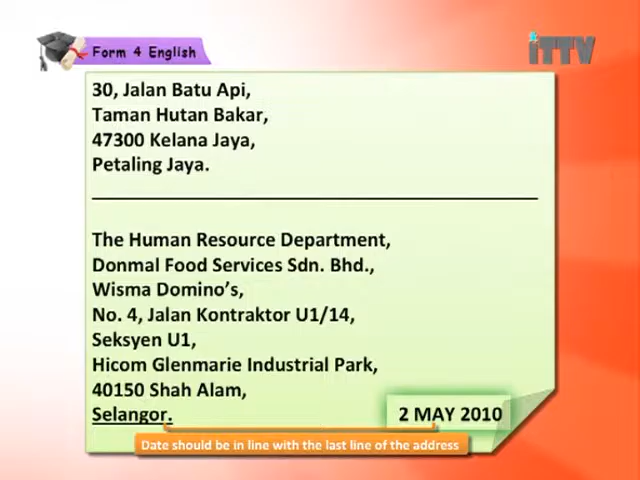 Form 4 English
iTTV
30, Jalan Batu Api,
Taman Hutan Bakar,
47300 Kelana Jaya,
Petaling Jaya.
The Human Resource Department,
Donmal Food Services Sdn. Bhd.,
Wisma Domino's,
No. 4, Jalan Kontraktor U1/14,
Seksyen U1,
Hicom Glenmarie Industrial Park,
40150 Shah Alam,
Selangor. 2 MAY 2010
Date should be in line with the last line of the address